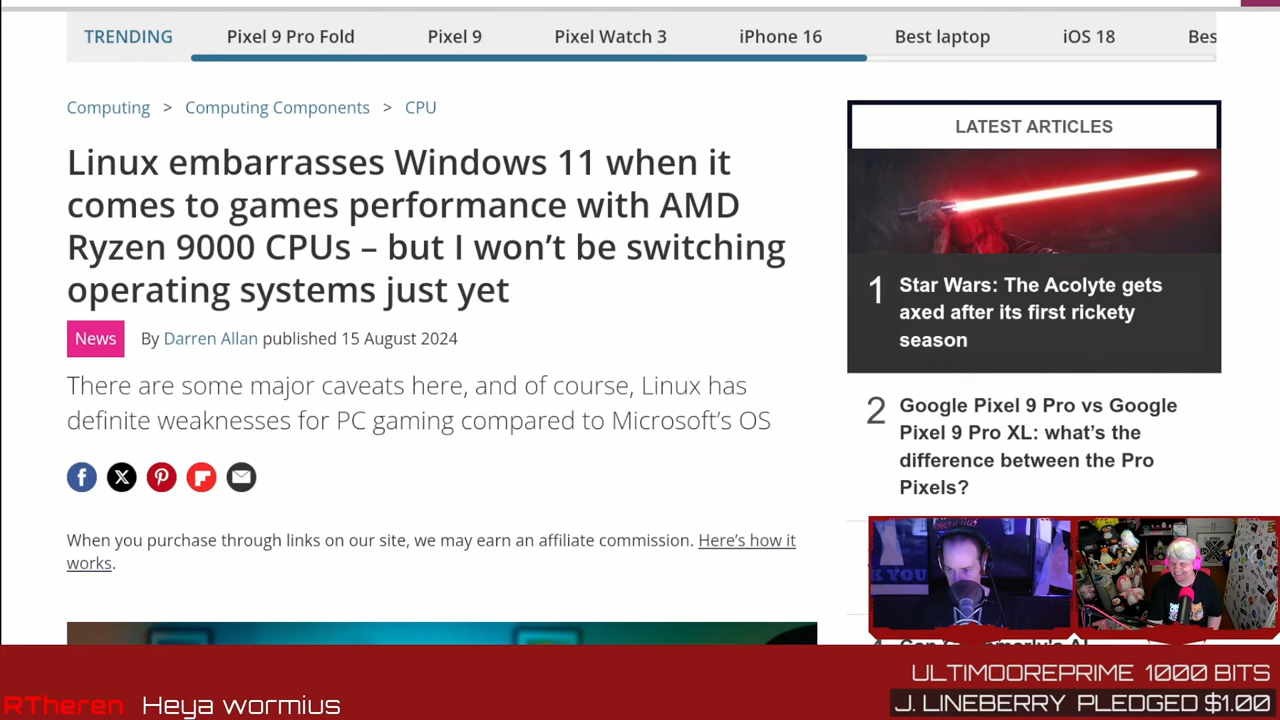 TRENDING Pixel 9 Pro Fold Pixel 9 Pixel Watch 3 iPhone 16 Best laptop iOS 18 Bes
Computing > Computing Components > CPU
Linux embarrasses Windows 11 when it
comes to games performance with AMD
Ryzen 9000 CPUs – but I won’t be switching
operating systems just yet
News By Darren Allan published 15 August 2024
There are some major caveats here, and of course, Linux has
definite weaknesses for PC gaming compared to Microsoft’s OS
When you purchase through links on our site, we may earn an affiliate commission. Here’s how it
works.
LATEST ARTICLES
1 Star Wars: The Acolyte gets
axed after its first rickety
season
2 Google Pixel 9 Pro vs Google
Pixel 9 Pro XL: what’s the
difference between the Pro
Pixels?
YOU
RTheren Heya wormius
ULTIMOOREPRIME 1000 BITS
J. LINEBERRY PLEDGED $1.00